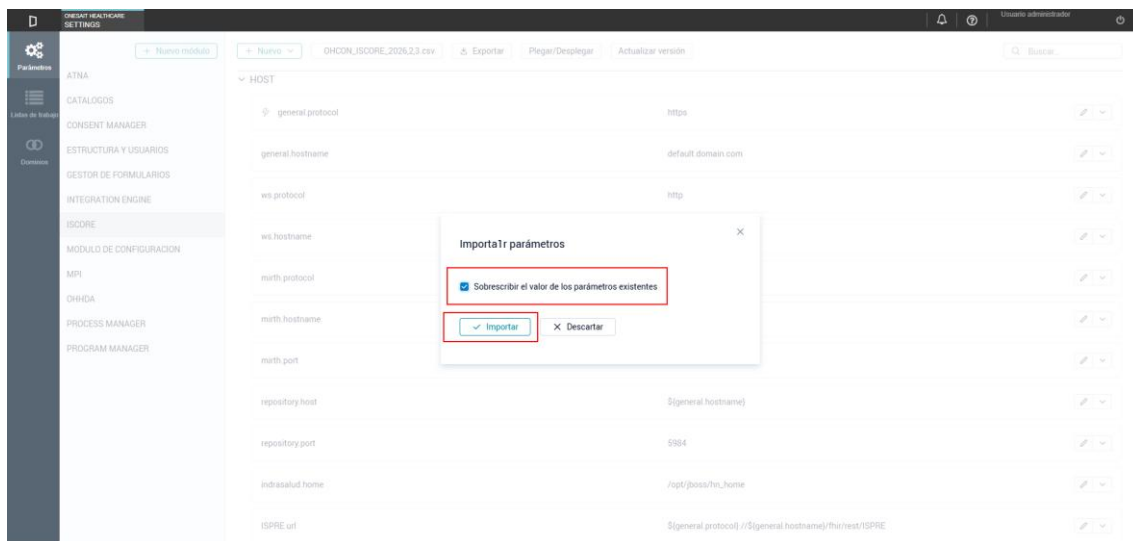 ONESAIT HEALTHCARE
SETTINGS
Usuario administrador
Parámetros
Listas de trabajo
Dominios
+ Nuevo módulo
ATNA
CATALOGOS
CONSENT MANAGER
ESTRUCTURA Y USUARIOS
GESTOR DE FORMULARIOS
INTEGRATION ENGINE
ISCORE
MODULO DE CONFIGURACION
MPI
OHHDA
PROCESS MANAGER
PROGRAM MANAGER
+ Nuevo OHCON_ISCORE_2026,2,3.csv Exportar Plegar/Desplegar Actualizar versión Buscar...
HOST
general.protocol https
general.hostname default.domain.com
ws.protocol http
ws.hostname
mirth.protocol
mirth.hostname
mirth.port
repository.host ${general.hostname}
repository.port 5984
indrasalud.home /opt/jboss/hn_home
ISPRE url ${general.protocol}://${general.hostname}/fhir/rest/ISPRE
Importa1r parámetros
Sobrescribir el valor de los parámetros existentes
Importar Descartar